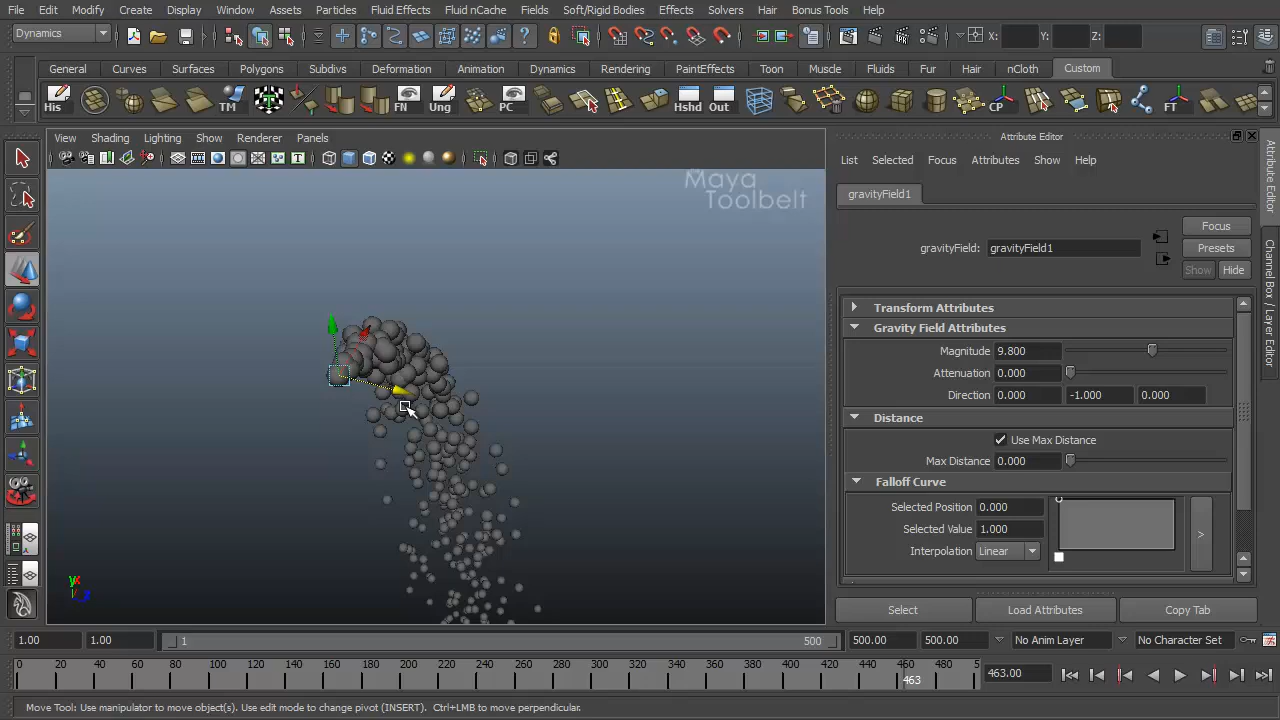 File Edit Modify Create Display Window Assets Particles Fluid Effects Fluid nCache Fields Soft/Rigid Bodies Effects Solvers Hair Bonus Tools Help
Dynamics X: Y: Z:
General Curves Surfaces Polygons Subdivs Deformation Animation Dynamics Rendering PaintEffects Toon Muscle Fluids Fur Hair nCloth Custom
His TM FN Ung PC Hshd Out CP FT
View Shading Lighting Show Renderer Panels
Attribute Editor
List Selected Focus Attributes Show Help
Maya
Toolbelt
gravityField1
Focus
gravityField: gravityField1 Presets
Show Hide
Transform Attributes
Gravity Field Attributes
Magnitude 9.800
Attenuation 0.000
Direction 0.000 -1.000 0.000
Distance
Use Max Distance
Max Distance 0.000
Falloff Curve
Selected Position 0.000
Selected Value 1.000
Interpolation Linear
>
Select Load Attributes Copy Tab
Attribute Editor
Channel Box / Layer Editor
1.00 1.00 1 500 500.00 500.00 No Anim Layer No Character Set
0 20 40 60 80 100 120 140 160 180 200 220 240 260 280 300 320 340 360 380 400 420 440 460 480 5
463 463.00
Move Tool: Use manipulator to move object(s). Use edit mode to change pivot (INSERT). Ctrl+LMB to move perpendicular.